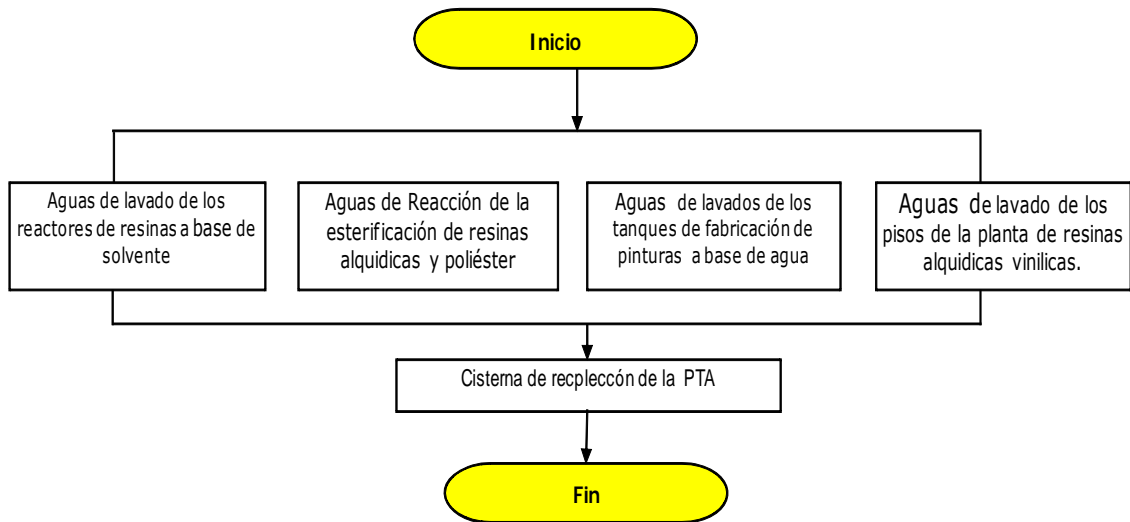 Inicio
Aguas de lavado de los
reactores de resinas a base de
solvente
Aguas de Reacción de la
esterificación de resinas
alquidicas y poliéster
Aguas de lavados de los
tanques de fabricación de
pinturas a base de agua
Aguas de lavado de los
pisos de la planta de resinas
alquidicas vinilicas.
Cisterna de recpleccón de la PTA
Fin